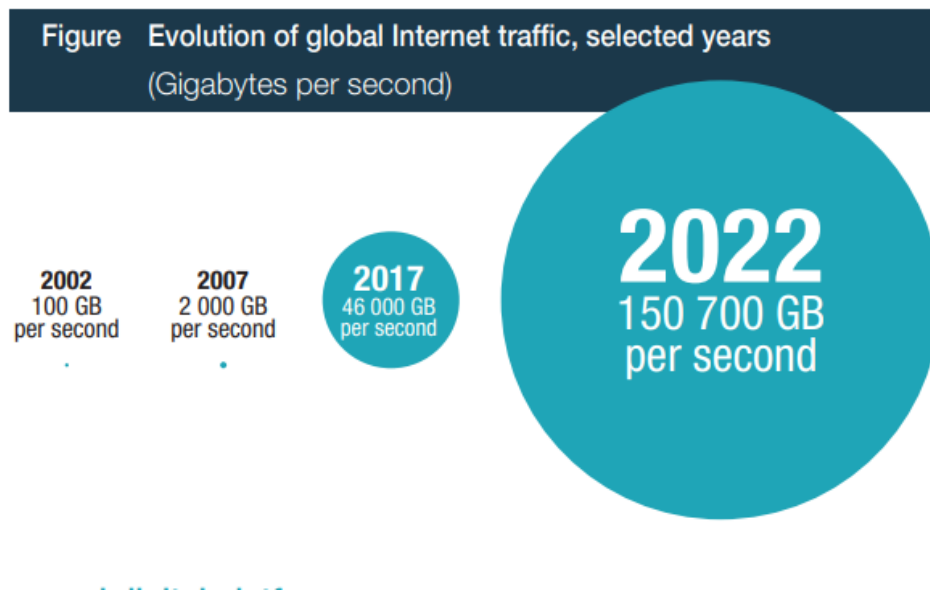 Figure Evolution of global Internet traffic, selected years
(Gigabytes per second)
2002
100 GB
per second
2007
2 000 GB
per second
2017
46 000 GB
per second
2022
150 700 GB
per second